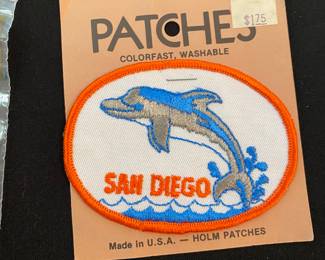 $1.75
PATCHES
COLORFAST, WASHABLE
SAN DIEGO
Made in U.S.A. — HOLM PATCHES